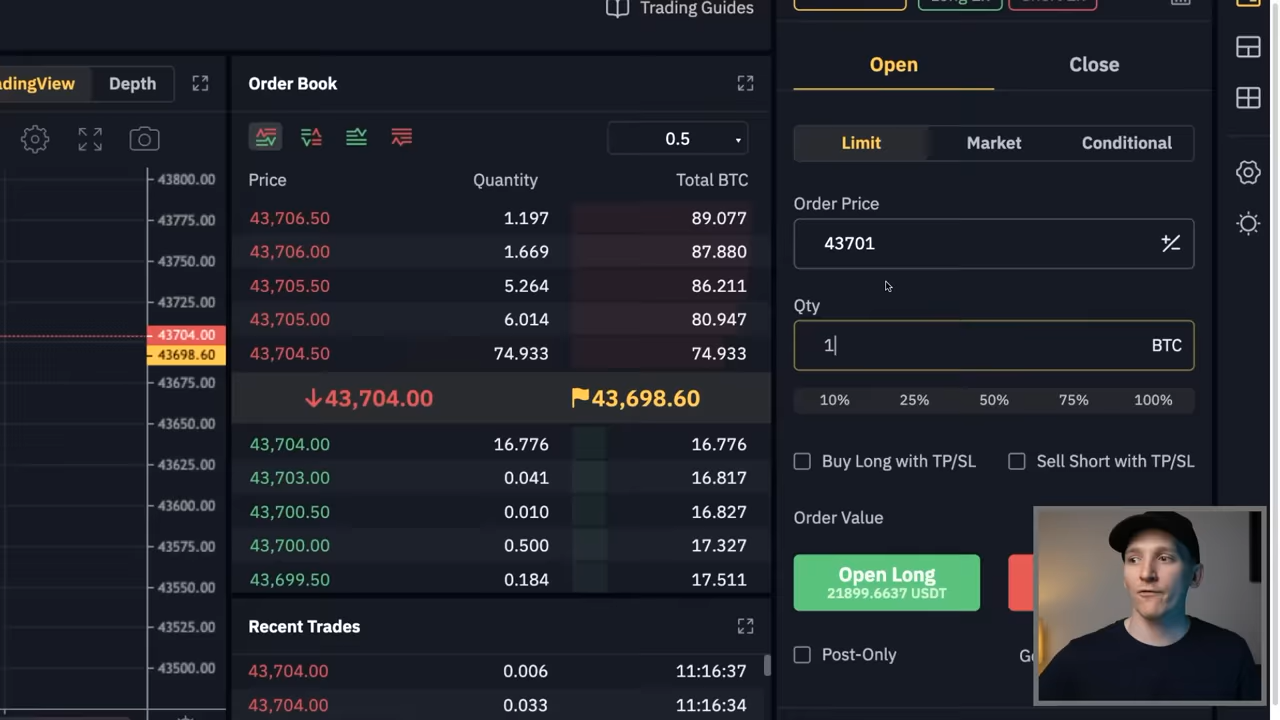 Trading Guides
adingView Depth
Order Book
0.5
Price Quantity Total BTC
43,706.50 1.197 89.077
43,706.00 1.669 87.880
43,705.50 5.264 86.211
43,705.00 6.014 80.947
43,704.50 74.933 74.933
↓43,704.00 43,698.60
43,704.00 16.776 16.776
43,703.00 0.041 16.817
43,700.50 0.010 16.827
43,700.00 0.500 17.327
43,699.50 0.184 17.511
Recent Trades
43,704.00 0.006 11:16:37
43,704.00 0.033 11:16:34
43800.00
43775.00
43750.00
43725.00
43704.00
43698.60
43675.00
43650.00
43625.00
43600.00
43575.00
43550.00
43525.00
43500.00
Open Close
Limit Market Conditional
Order Price
43701
Qty
1 BTC
10% 25% 50% 75% 100%
Buy Long with TP/SL Sell Short with TP/SL
Order Value
Open Long
21899.6637 USDT
Post-Only